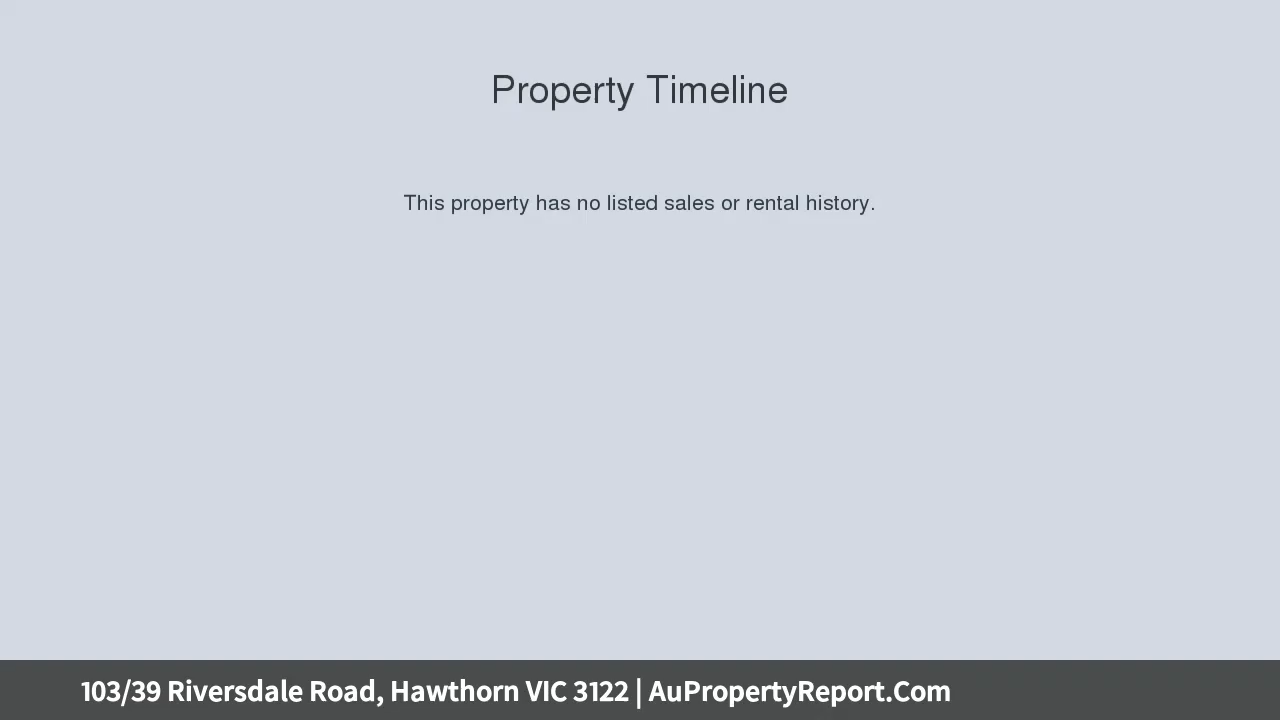 Property Timeline
This property has no listed sales or rental history.
103/39 Riversdale Road, Hawthorn VIC 3122 | AuPropertyReport.Com